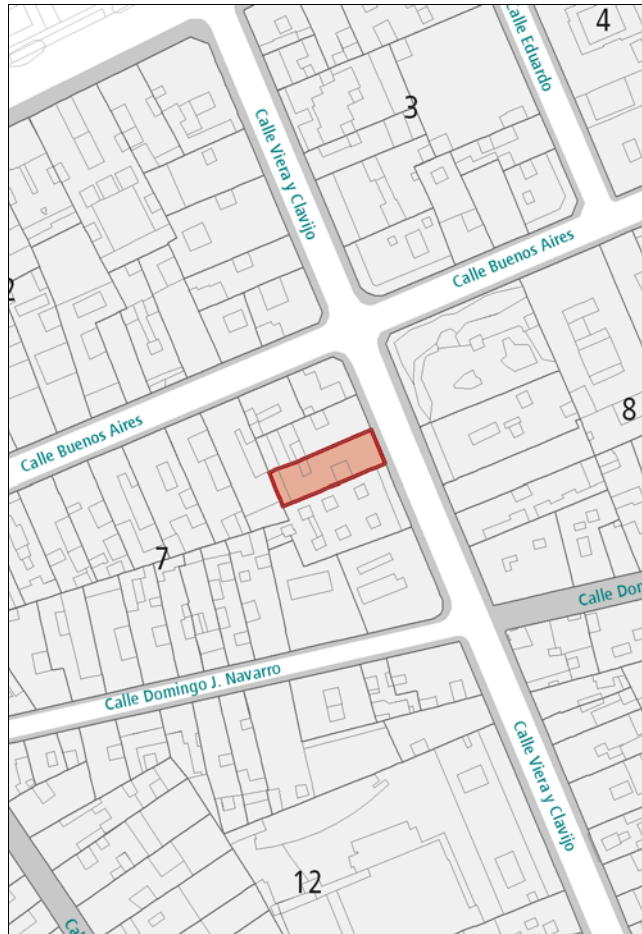 4
Calle Eduardo
3
Calle Viera y Clavijo
Calle Buenos Aires
2
8
Calle Buenos Aires
7
Calle Don
Calle Domingo J. Navarro
Calle Viera y Clavijo
12